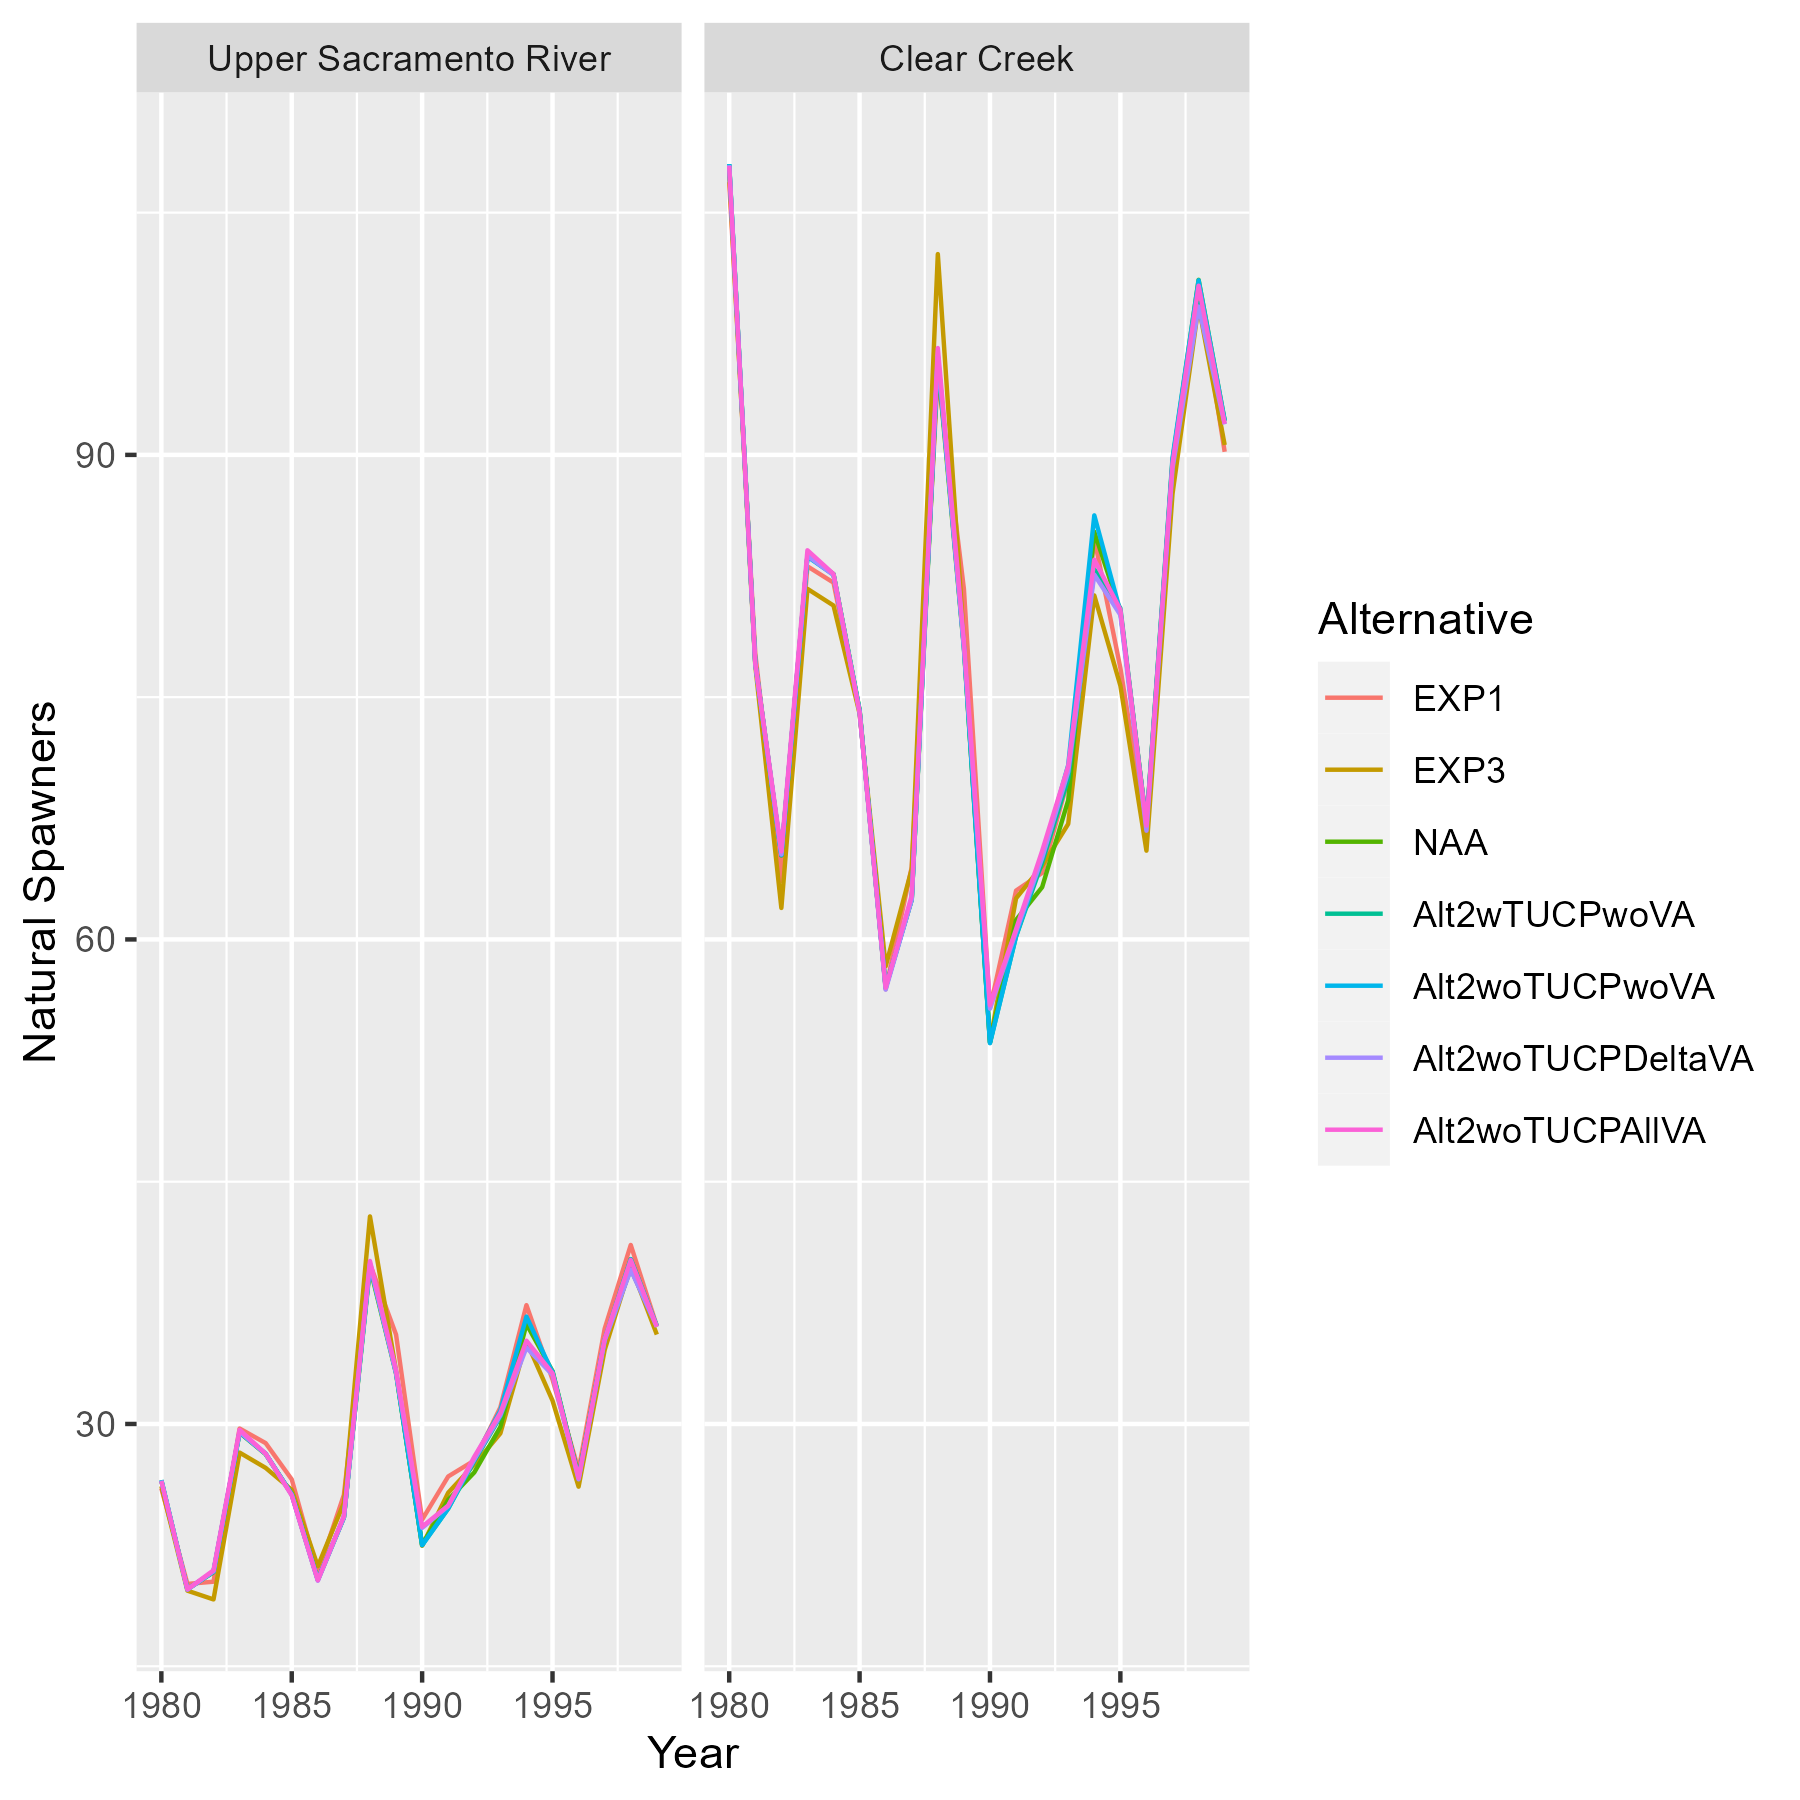 Upper Sacramento River
Clear Creek
Natural Spawners
90
60
30
1980
1985
1990
1995
1980
1985
1990
1995
Year
Alternative
EXP1
EXP3
NAA
Alt2wTUCPwoVA
Alt2woTUCPwoVA
Alt2woTUCPDeltaVA
Alt2woTUCPAllVA